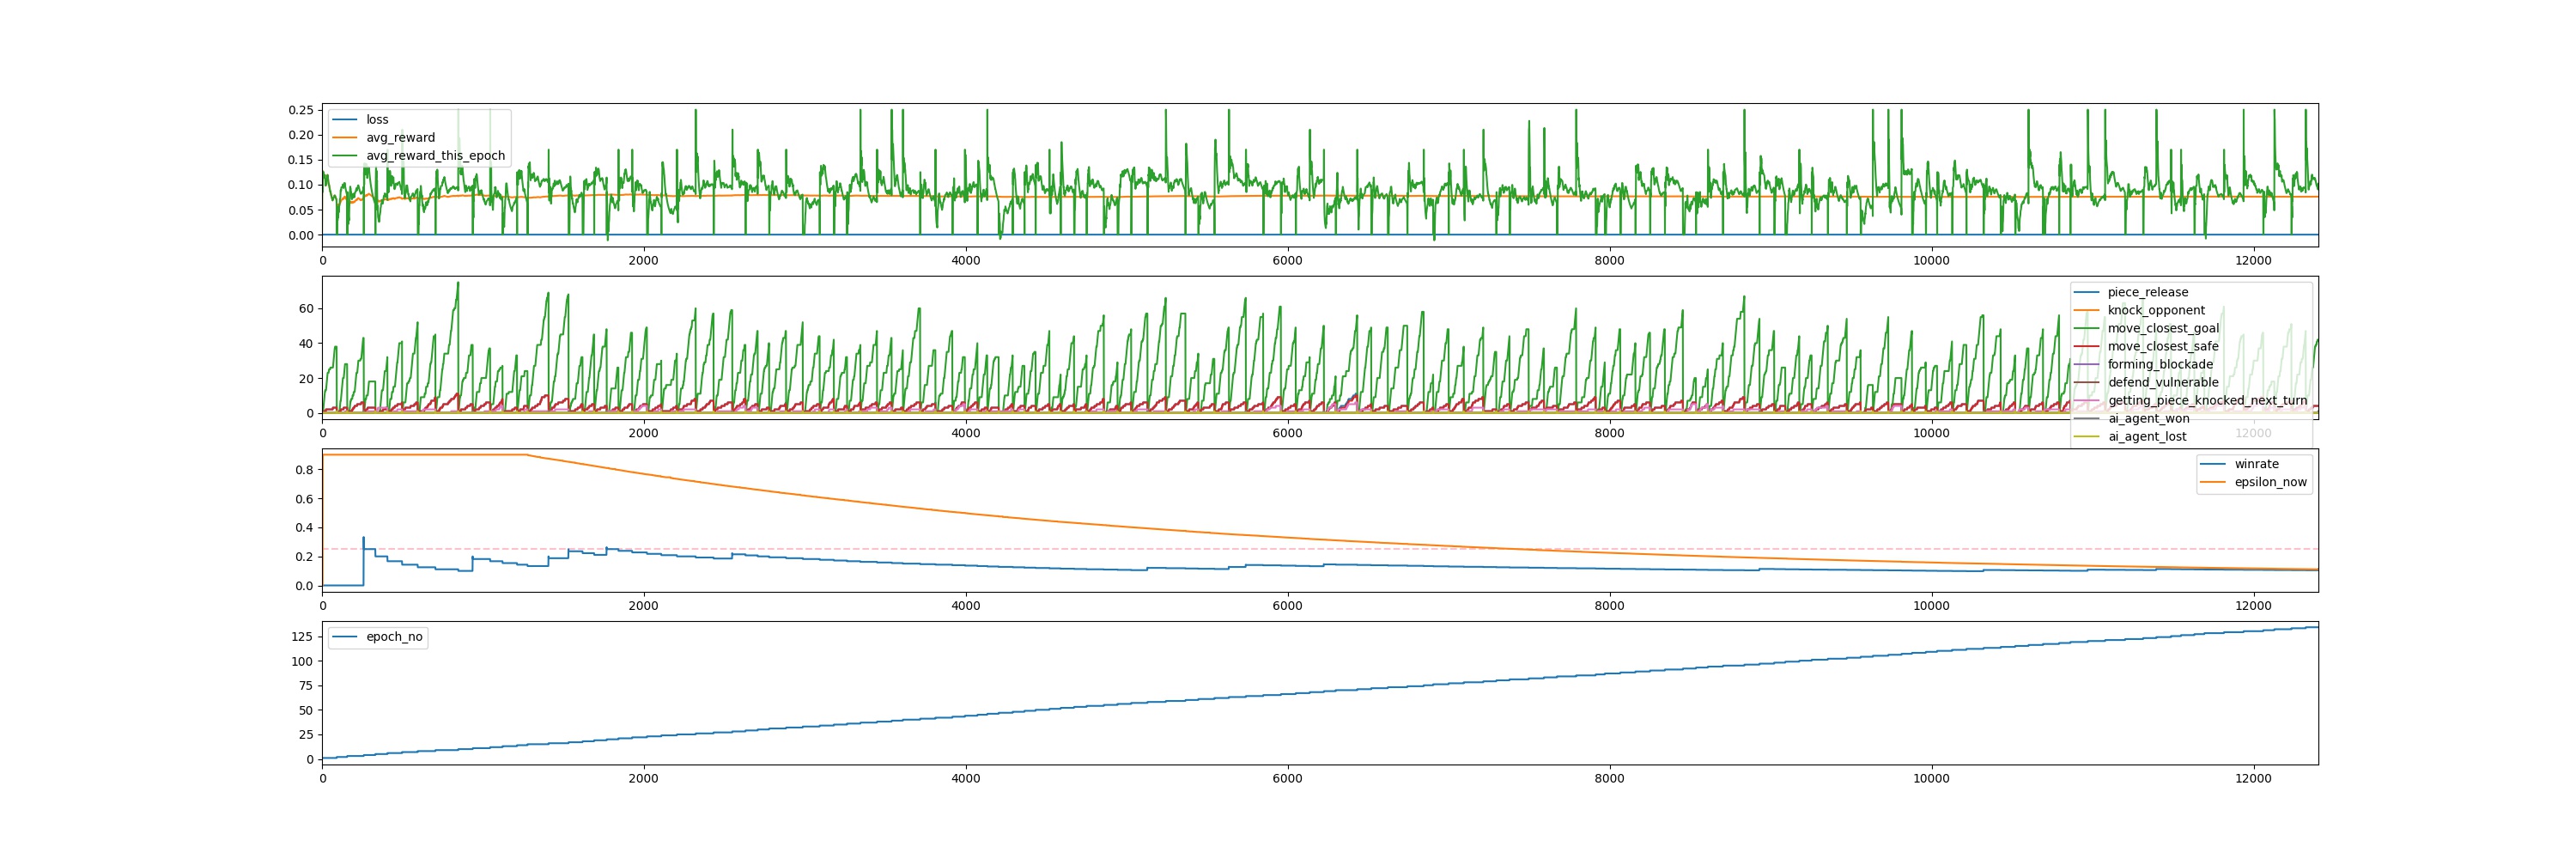 0.25
0.20
0.15
0.10
0.05
0.00
loss
avg_reward
avg_reward_this_epoch
0 2000 4000 6000 8000 10000 12000
60
40
20
0
piece_release
knock_opponent
move_closest_goal
move_closest_safe
forming_blockade
defend_vulnerable
getting_piece_knocked_next_turn
ai_agent_won
ai_agent_lost
0 2000 4000 6000 8000 10000 12000
0.8
0.6
0.4
0.2
0.0
winrate
epsilon_now
0 2000 4000 6000 8000 10000 12000
125
100
75
50
25
0
epoch_no
0 2000 4000 6000 8000 10000 12000